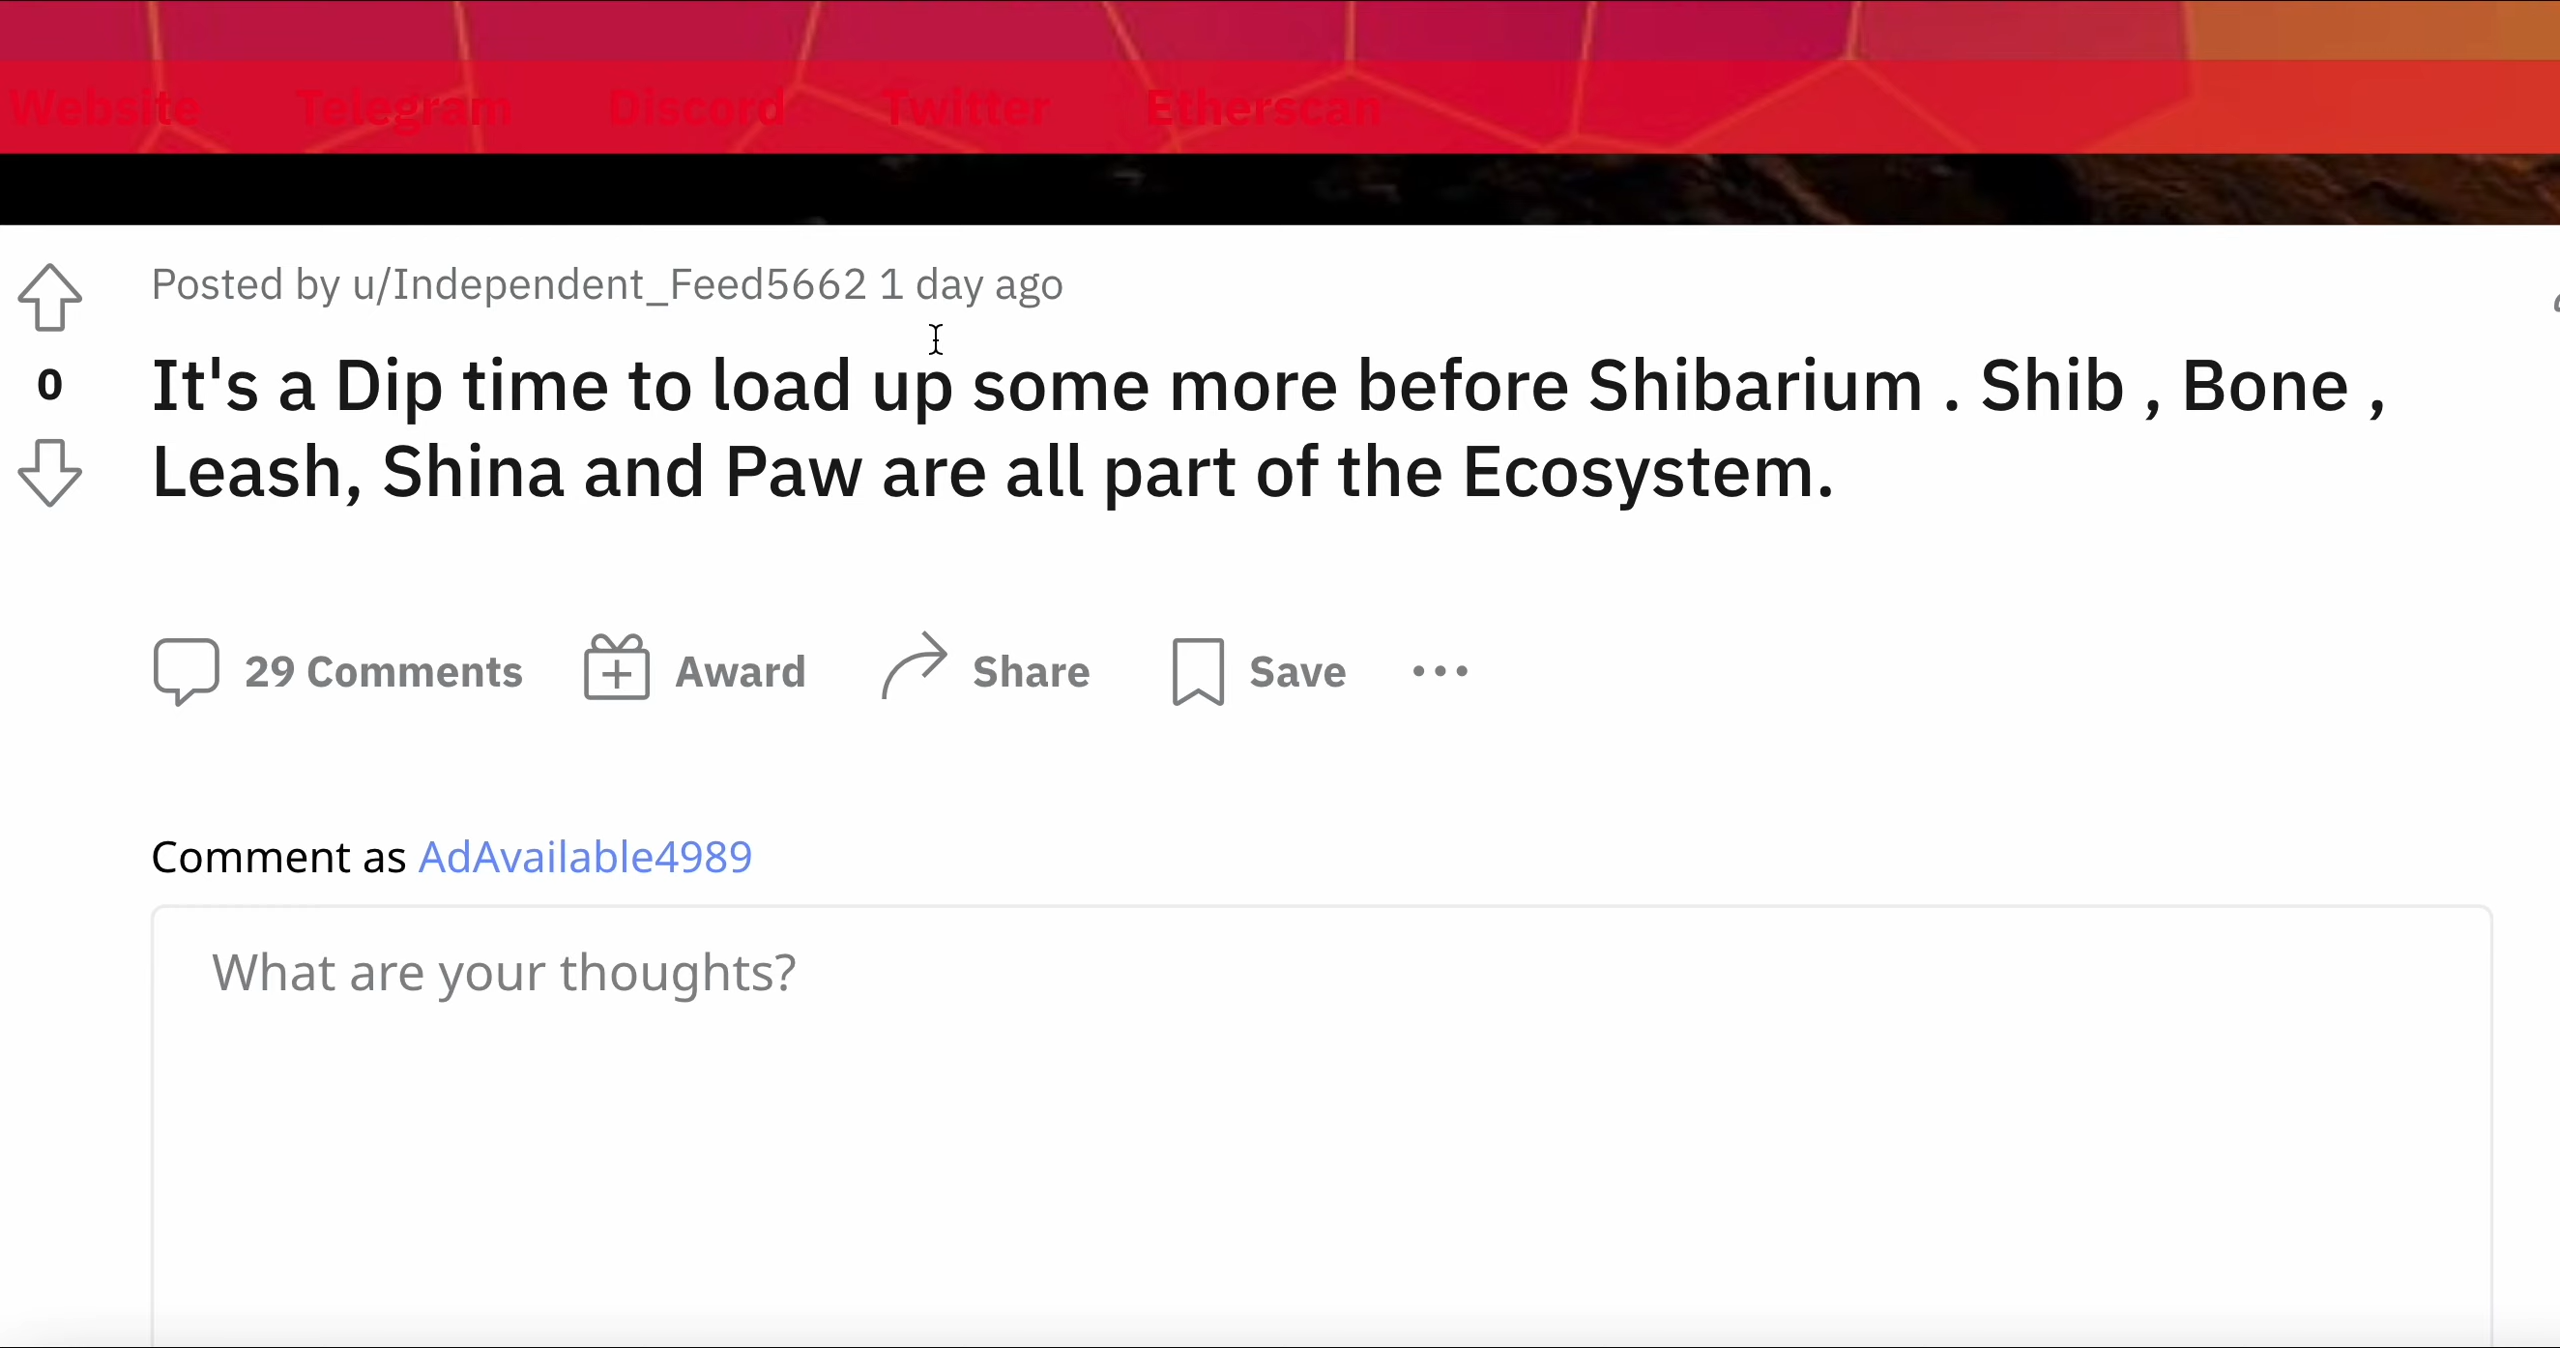 Website Telegram Discord Twitter Etherscan
Posted by u/Independent_Feed5662 1 day ago
0
It's a Dip time to load up some more before Shibarium . Shib , Bone ,
Leash, Shina and Paw are all part of the Ecosystem.
29 Comments Award Share Save
Comment as AdAvailable4989
What are your thoughts?